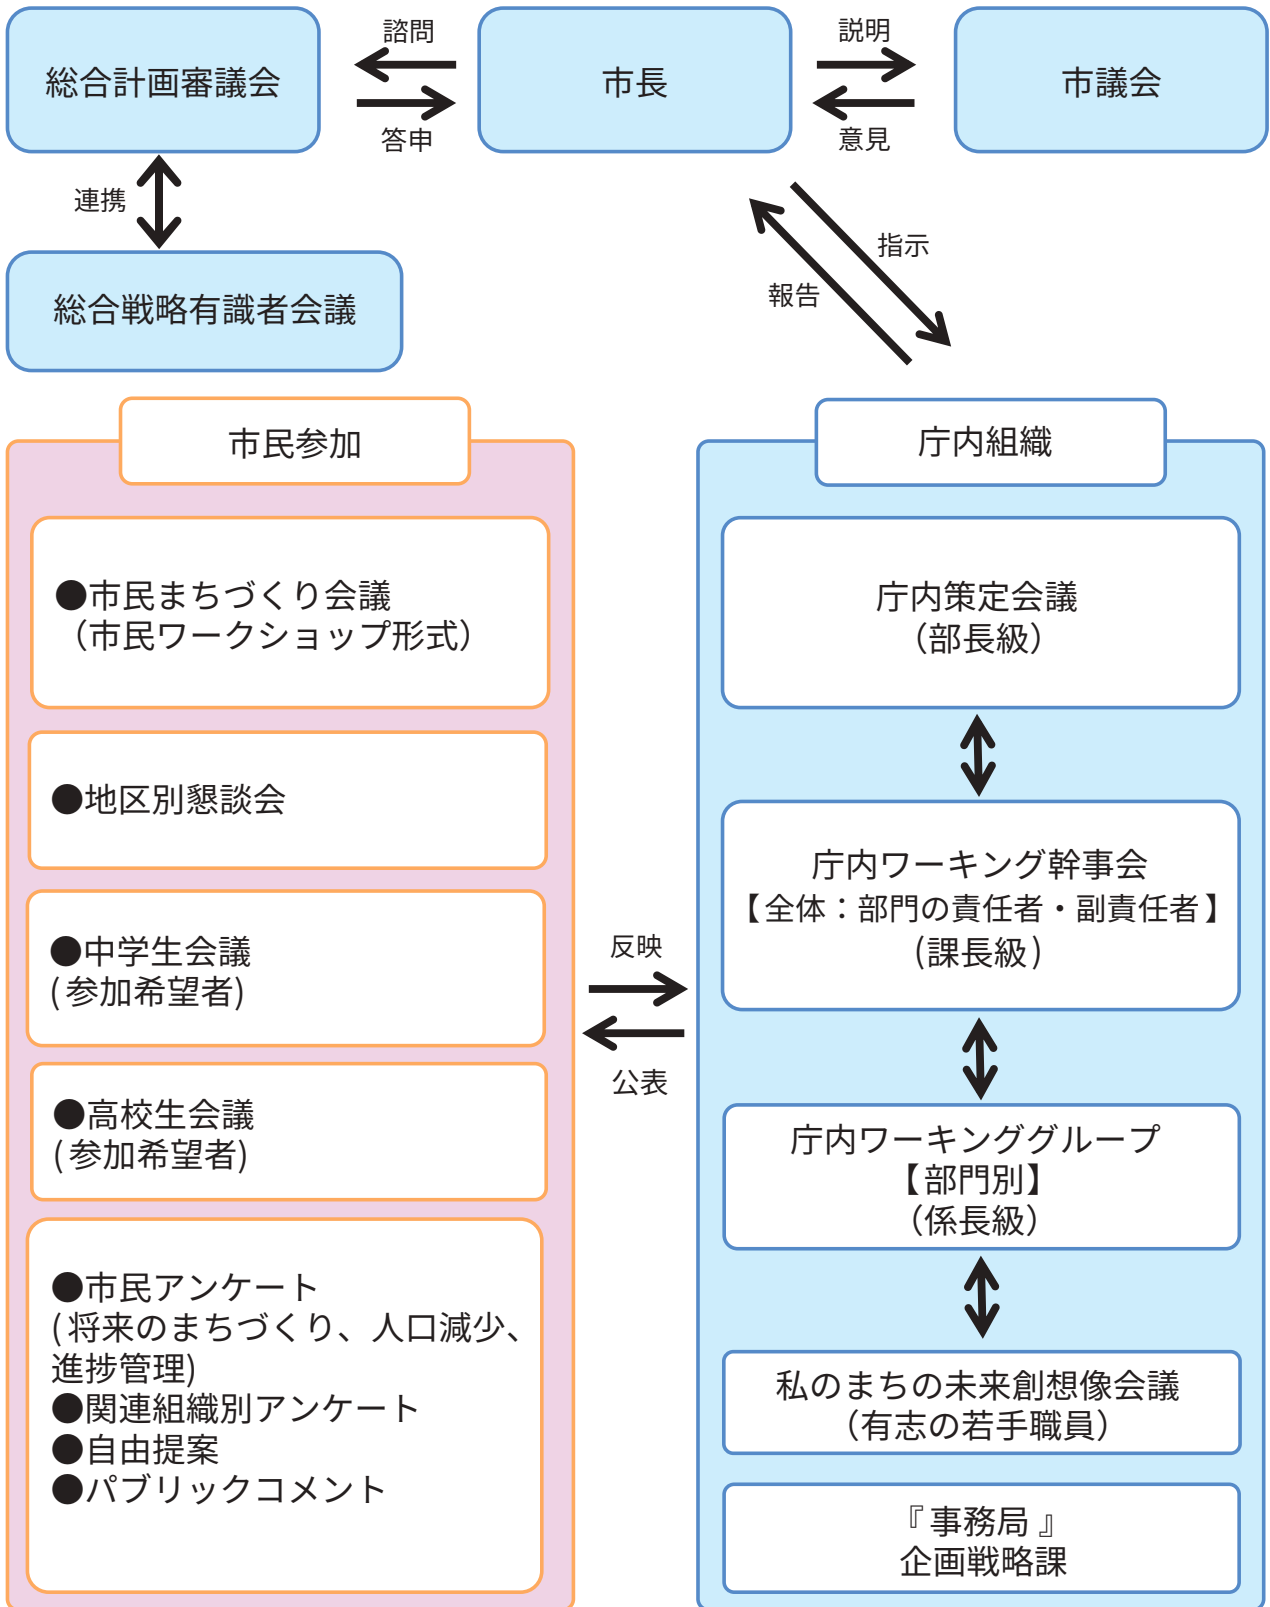 総合計画審議会
諮問
答申
市長
説明
意見
市議会
連携
総合戦略有識者会議
指示
報告
市民参加
●市民まちづくり会議
（市民ワークショップ形式）
●地区別懇談会
●中学生会議
(参加希望者)
●高校生会議
(参加希望者)
●市民アンケート
(将来のまちづくり、人口減少、
進捗管理)
●関連組織別アンケート
●自由提案
●パブリックコメント
反映
公表
庁内組織
庁内策定会議
（部長級）
庁内ワーキング幹事会
【全体：部門の責任者・副責任者】
(課長級)
庁内ワーキンググループ
【部門別】
（係長級）
私のまちの未来創想像会議
（有志の若手職員）
『事務局』
企画戦略課